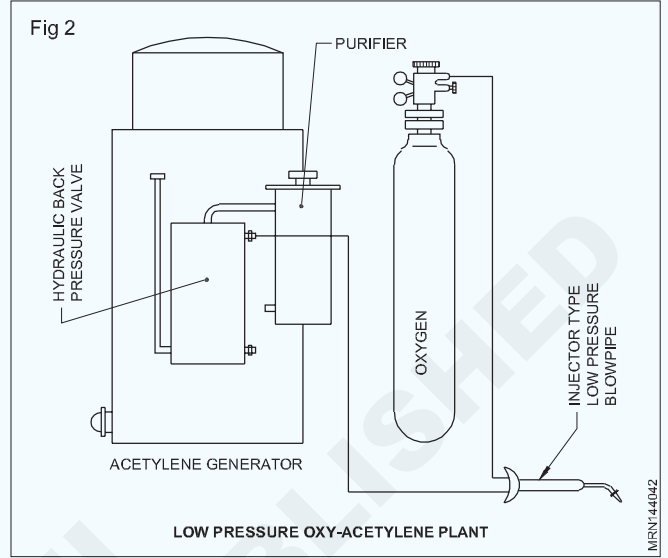 Fig 2
PURIFIER
HYDRAULIC BACK
PRESSURE VALVE
OXYGEN
INJECTOR TYPE
LOW PRESSURE
BLOWPIPE
ACETYLENE GENERATOR
LOW PRESSURE OXY-ACETYLENE PLANT
MRN144042
BLISHED